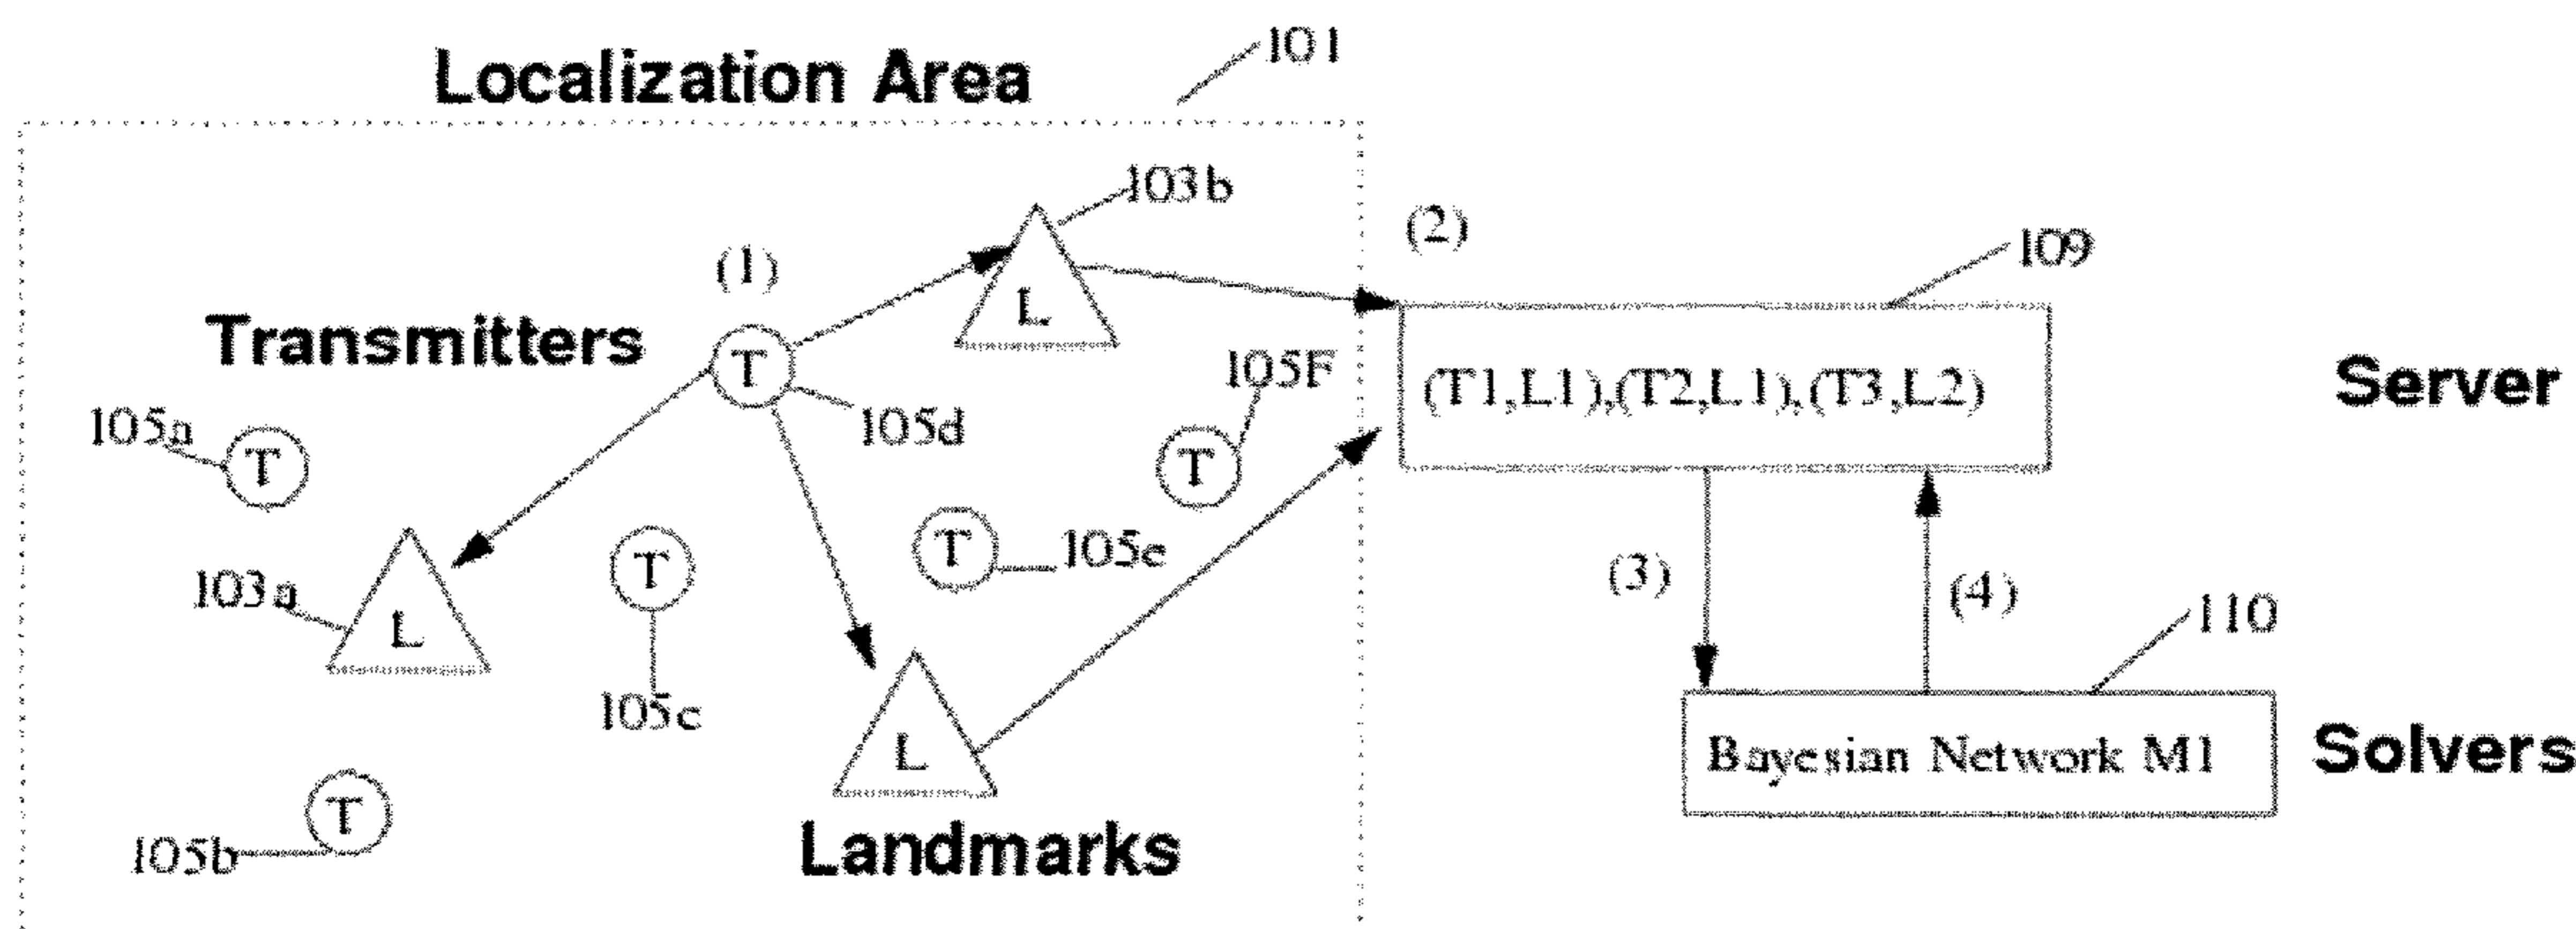 101
Localization Area
103b
(2)
109
(1)
L
Transmitters
T
105F
(T1,L1),(T2,L1),(T3,L2)
Server
105a
T
105d
T
T
T
105e
(3)
(4)
103a
L
110
105c
L
Bayesian Network M1
Solvers
T
105b
Landmarks